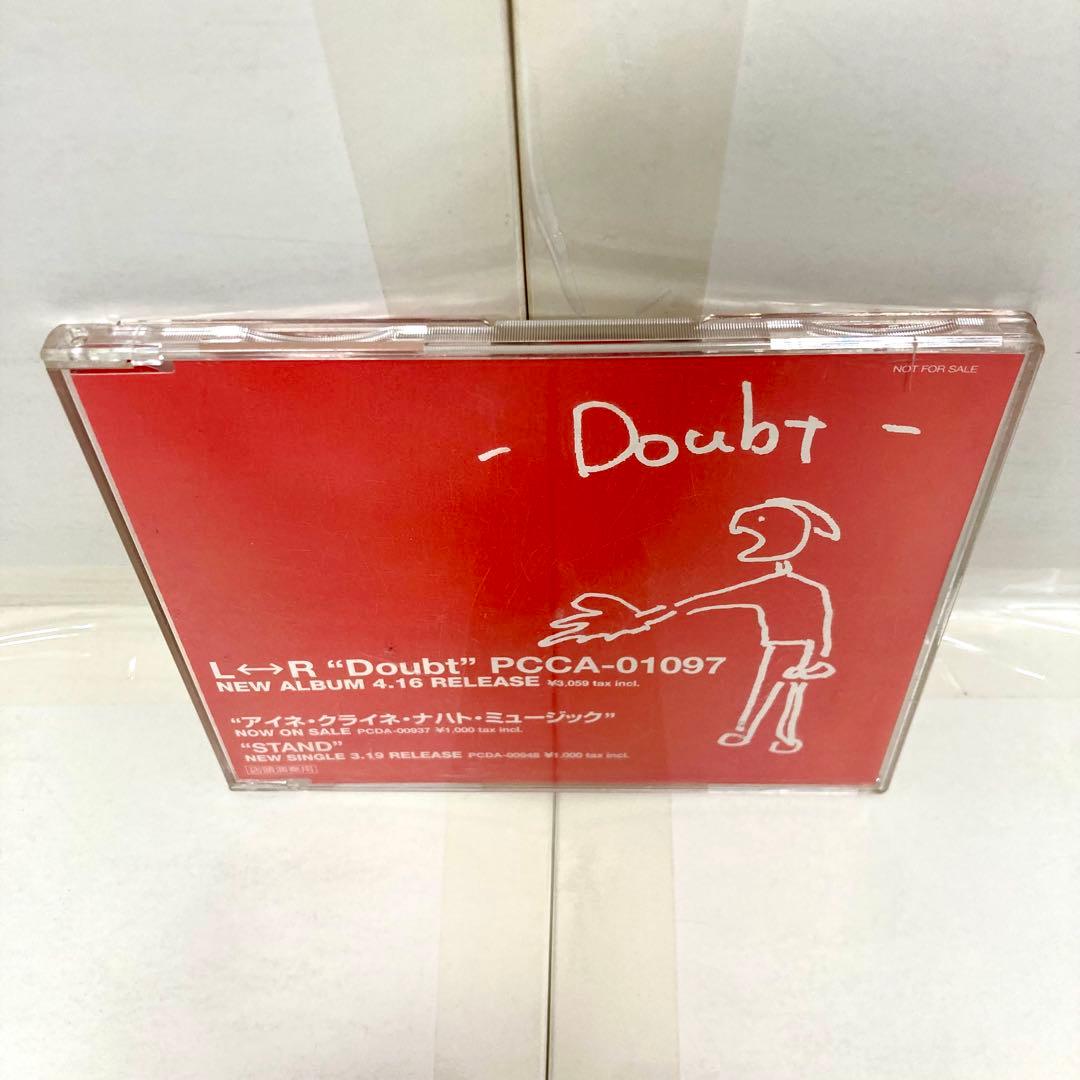 NOT FOR SALE
- Doubt -
L↔R “Doubt” PCCA-01097
NEW ALBUM 4.16 RELEASE ¥3,059 tax incl.
“アイネ・クライネ・ナハト・ミュージック”
NOW ON SALE PCDA-00937 ¥1,000 tax incl.
“STAND”
NEW SINGLE 3.19 RELEASE PCDA-00948 ¥1,000 tax incl.
店頭演奏用